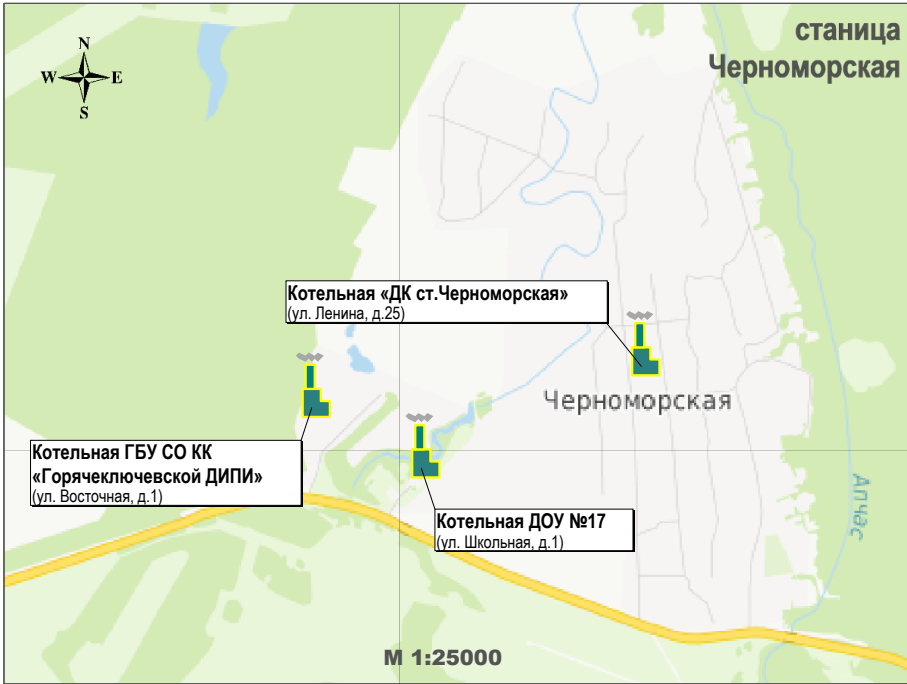 станица
Черноморская
N
W E
S
Котельная «ДК ст.Черноморская»
(ул. Ленина, д.25)
Черноморская
Котельная ГБУ СО КК
«Горячеключевской ДИПИ»
(ул. Восточная, д.1)
Апчас
Котельная ДОУ №17
(ул. Школьная, д.1)
М 1:25000